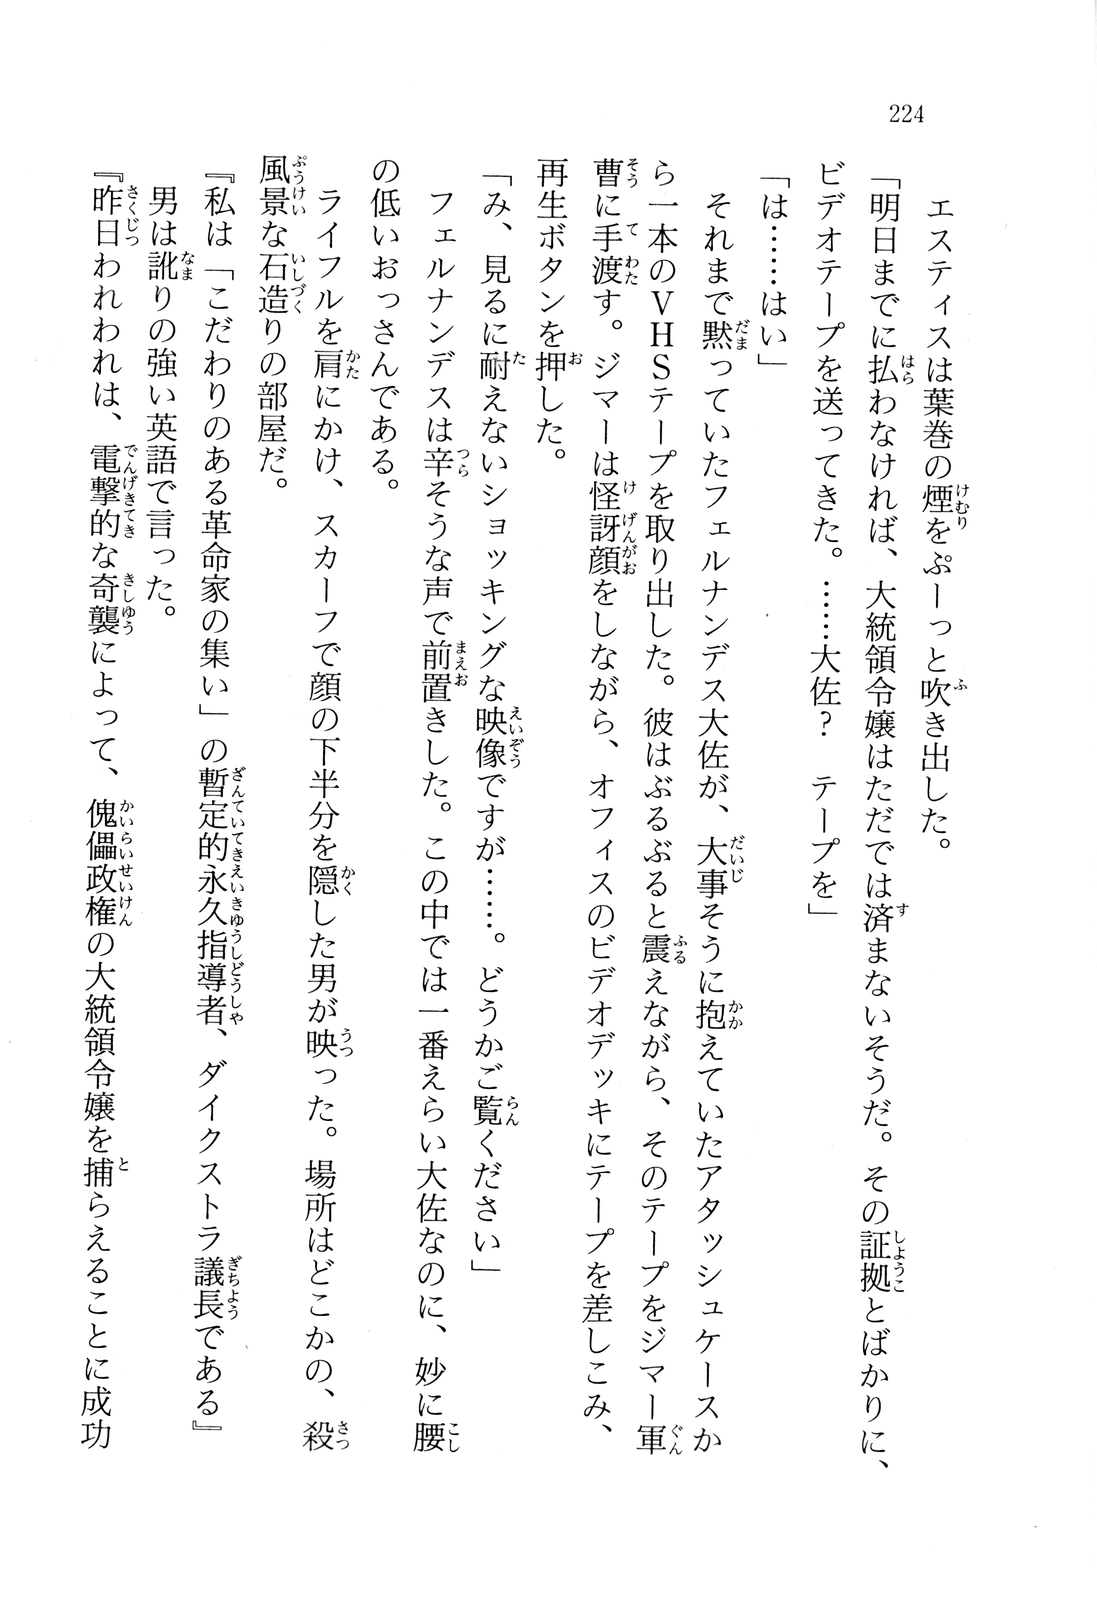 224
　エスティスは葉巻の煙をぷーっと吹き出した。
「明日までに払わなければ、大統領令嬢はただでは済まないそうだ。その証拠とばかりに、
ビデオテープを送ってきた。……大佐？　テープを」
「は……はい」
　それまで黙っていたフェルナンデス大佐が、大事そうに抱えていたアタッシュケースか
ら一本のVHSテープを取り出した。彼はぶるぶると震えながら、そのテープをジマー軍
曹に手渡す。ジマーは怪訝顔をしながら、オフィスのビデオデッキにテープを差しこみ、
再生ボタンを押した。
「み、見るに耐えないショッキングな映像ですが……。どうかご覧ください」
　フェルナンデスは辛そうな声で前置きした。この中では一番えらい大佐なのに、妙に腰
の低いおっさんである。
　ライフルを肩にかけ、スカーフで顔の下半分を隠した男が映った。場所はどこかの、殺
風景な石造りの部屋だ。
『私は「こだわりのある革命家の集い」の暫定的永久指導者、ダイクストラ議長である』
　男は訛りの強い英語で言った。
『昨日われわれは、電撃的な奇襲によって、傀儡政権の大統領令嬢を捕らえることに成功